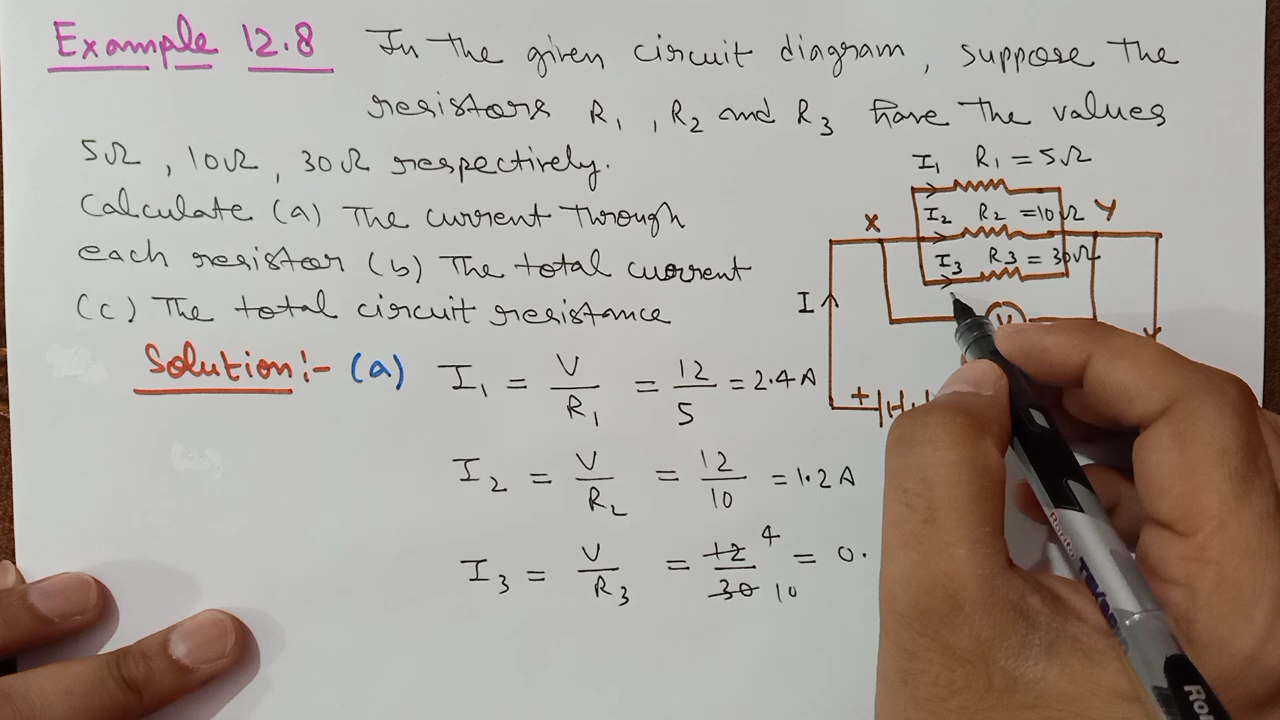 Example 12.8 In the given circuit diagram, suppose the
resistors R1, R2 and R3 have the values
5Ω, 10Ω, 30Ω respectively.
Calculate (a) The current through
each resistor (b) The total current
(c) The total circuit resistance
I1 R1 = 5Ω
I2 R2 = 10Ω
X Y
I3 R3 = 30Ω
I
V
+
Solution:- (a) I1 = V/R1 = 12/5 = 2.4 A
I2 = V/R2 = 12/10 = 1.2 A
I3 = V/R3 = 12/30 4/10 = 0.
Rorito